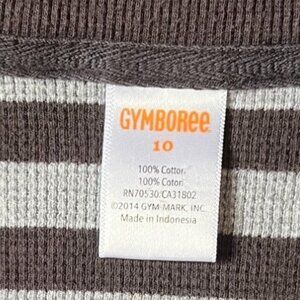 GYMBOREE
10
100% Cotton
100% Coton
RN70530:CA31802
©2014 GYM-MARK, INC.
Made in Indonesia